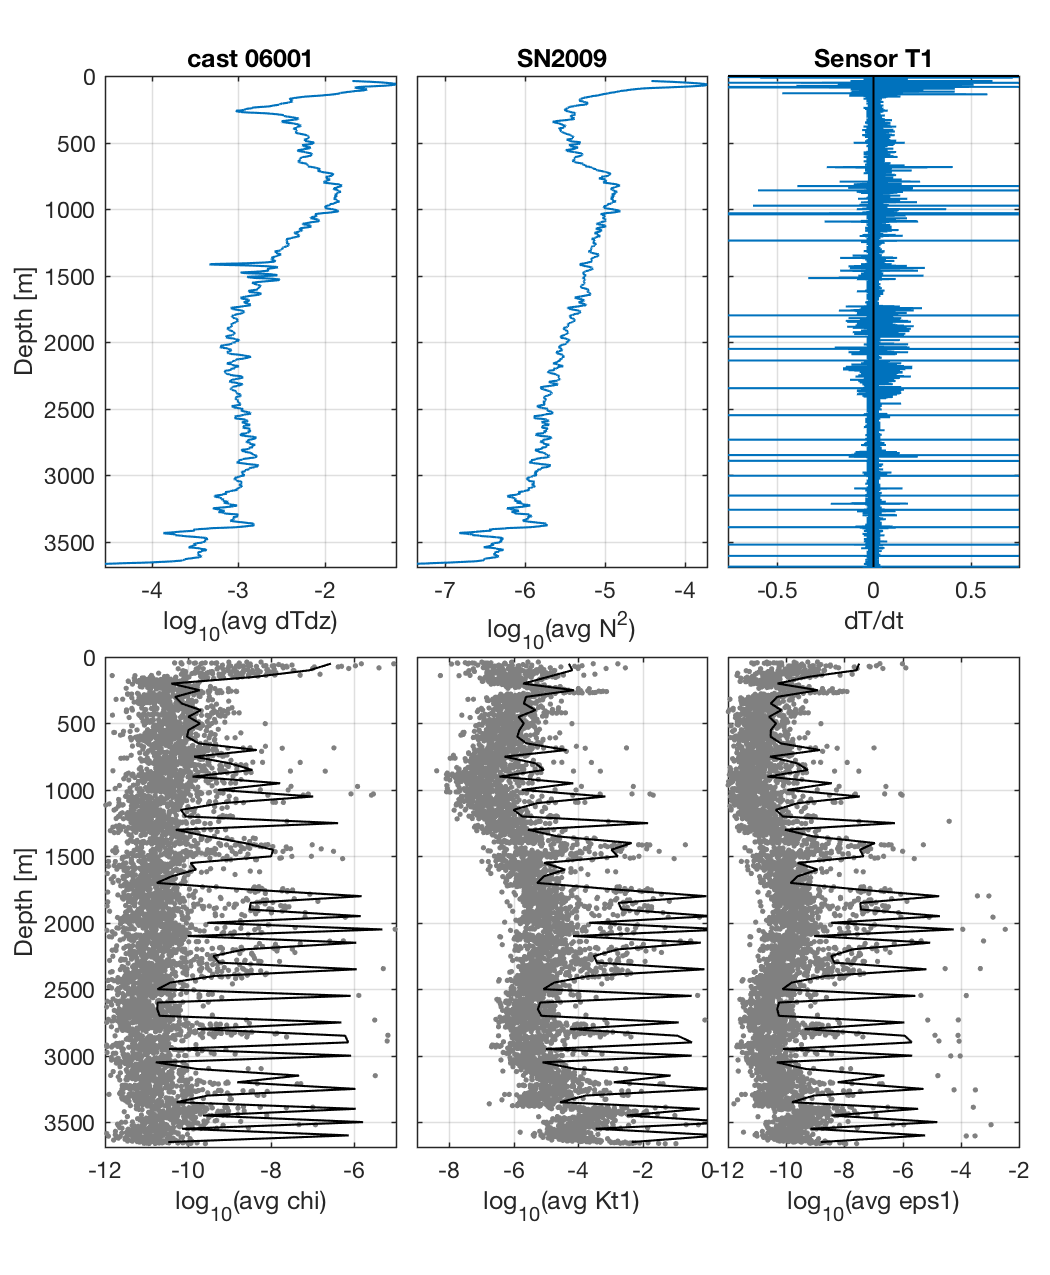 cast 06001
SN2009
Sensor T1
0
500
1000
1500
2000
2500
3000
3500
Depth [m]
-4 -3 -2
-7 -6 -5 -4
-0.5 0 0.5
log10(avg dTdz)
log10(avg N2)
dT/dt
0
500
1000
1500
2000
2500
3000
3500
Depth [m]
-12 -10 -8 -6
-8 -6 -4 -2 0
-12 -10 -8 -6 -4 -2
log10(avg chi)
log10(avg Kt1)
log10(avg eps1)